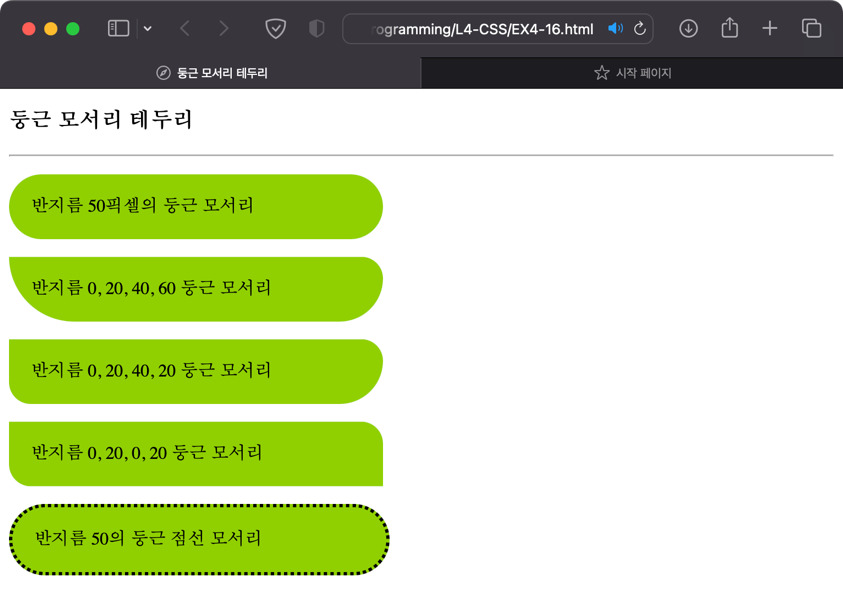 rogramming/L4-CSS/EX4-16.html
둥근 모서리 테두리
시작 페이지
둥근 모서리 테두리
반지름 50픽셀의 둥근 모서리
반지름 0, 20, 40, 60 둥근 모서리
반지름 0, 20, 40, 20 둥근 모서리
반지름 0, 20, 0, 20 둥근 모서리
반지름 50의 둥근 점선 모서리